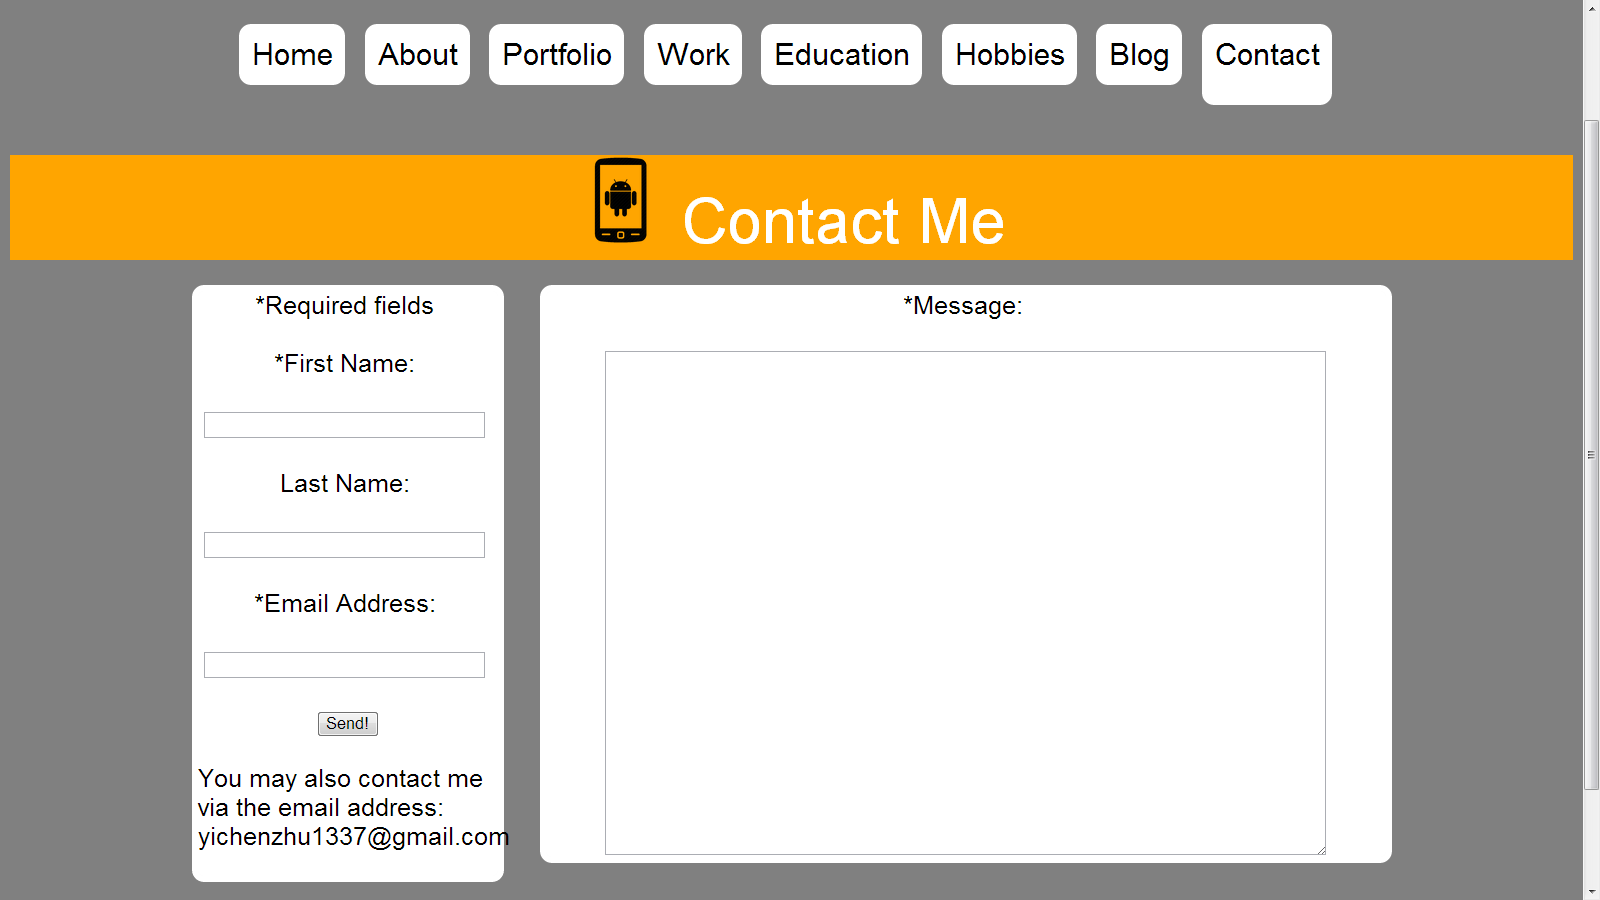 Home About Portfolio Work Education Hobbies Blog Contact
Contact Me
*Required fields
*First Name:
Last Name:
*Email Address:
Send!
You may also contact me
via the email address:
yichenzhu1337@gmail.com
*Message: